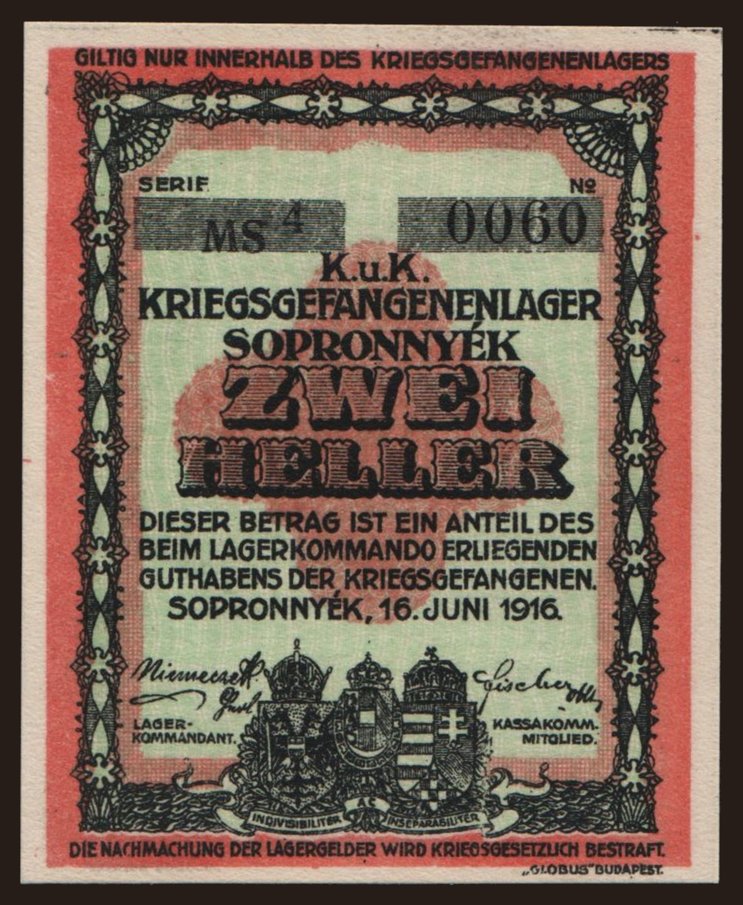 GILTIG NUR INNERHALB DES KRIEGSGEFANGENENLAGERS
SERIE No
MS 4 0060
K.u.K.
KRIEGSGEFANGENENLAGER
SOPRONNYÉK
ZWEI
HELLER
DIESER BETRAG IST EIN ANTEIL DES
BEIM LAGERKOMMANDO ERLIEGENDEN
GUTHABENS DER KRIEGSGEFANGENEN.
SOPRONNYÉK, 16. JUNI 1916.
Fischer
LAGER-
KOMMANDANT.
KASSAKOMM.
MITGLIED.
INDIVISIBILITER AC INSEPARABILITER
DIE NACHMACHUNG DER LAGERGELDER WIRD KRIEGSGESETZLICH BESTRAFT.
„GLOBUS" BUDAPEST.